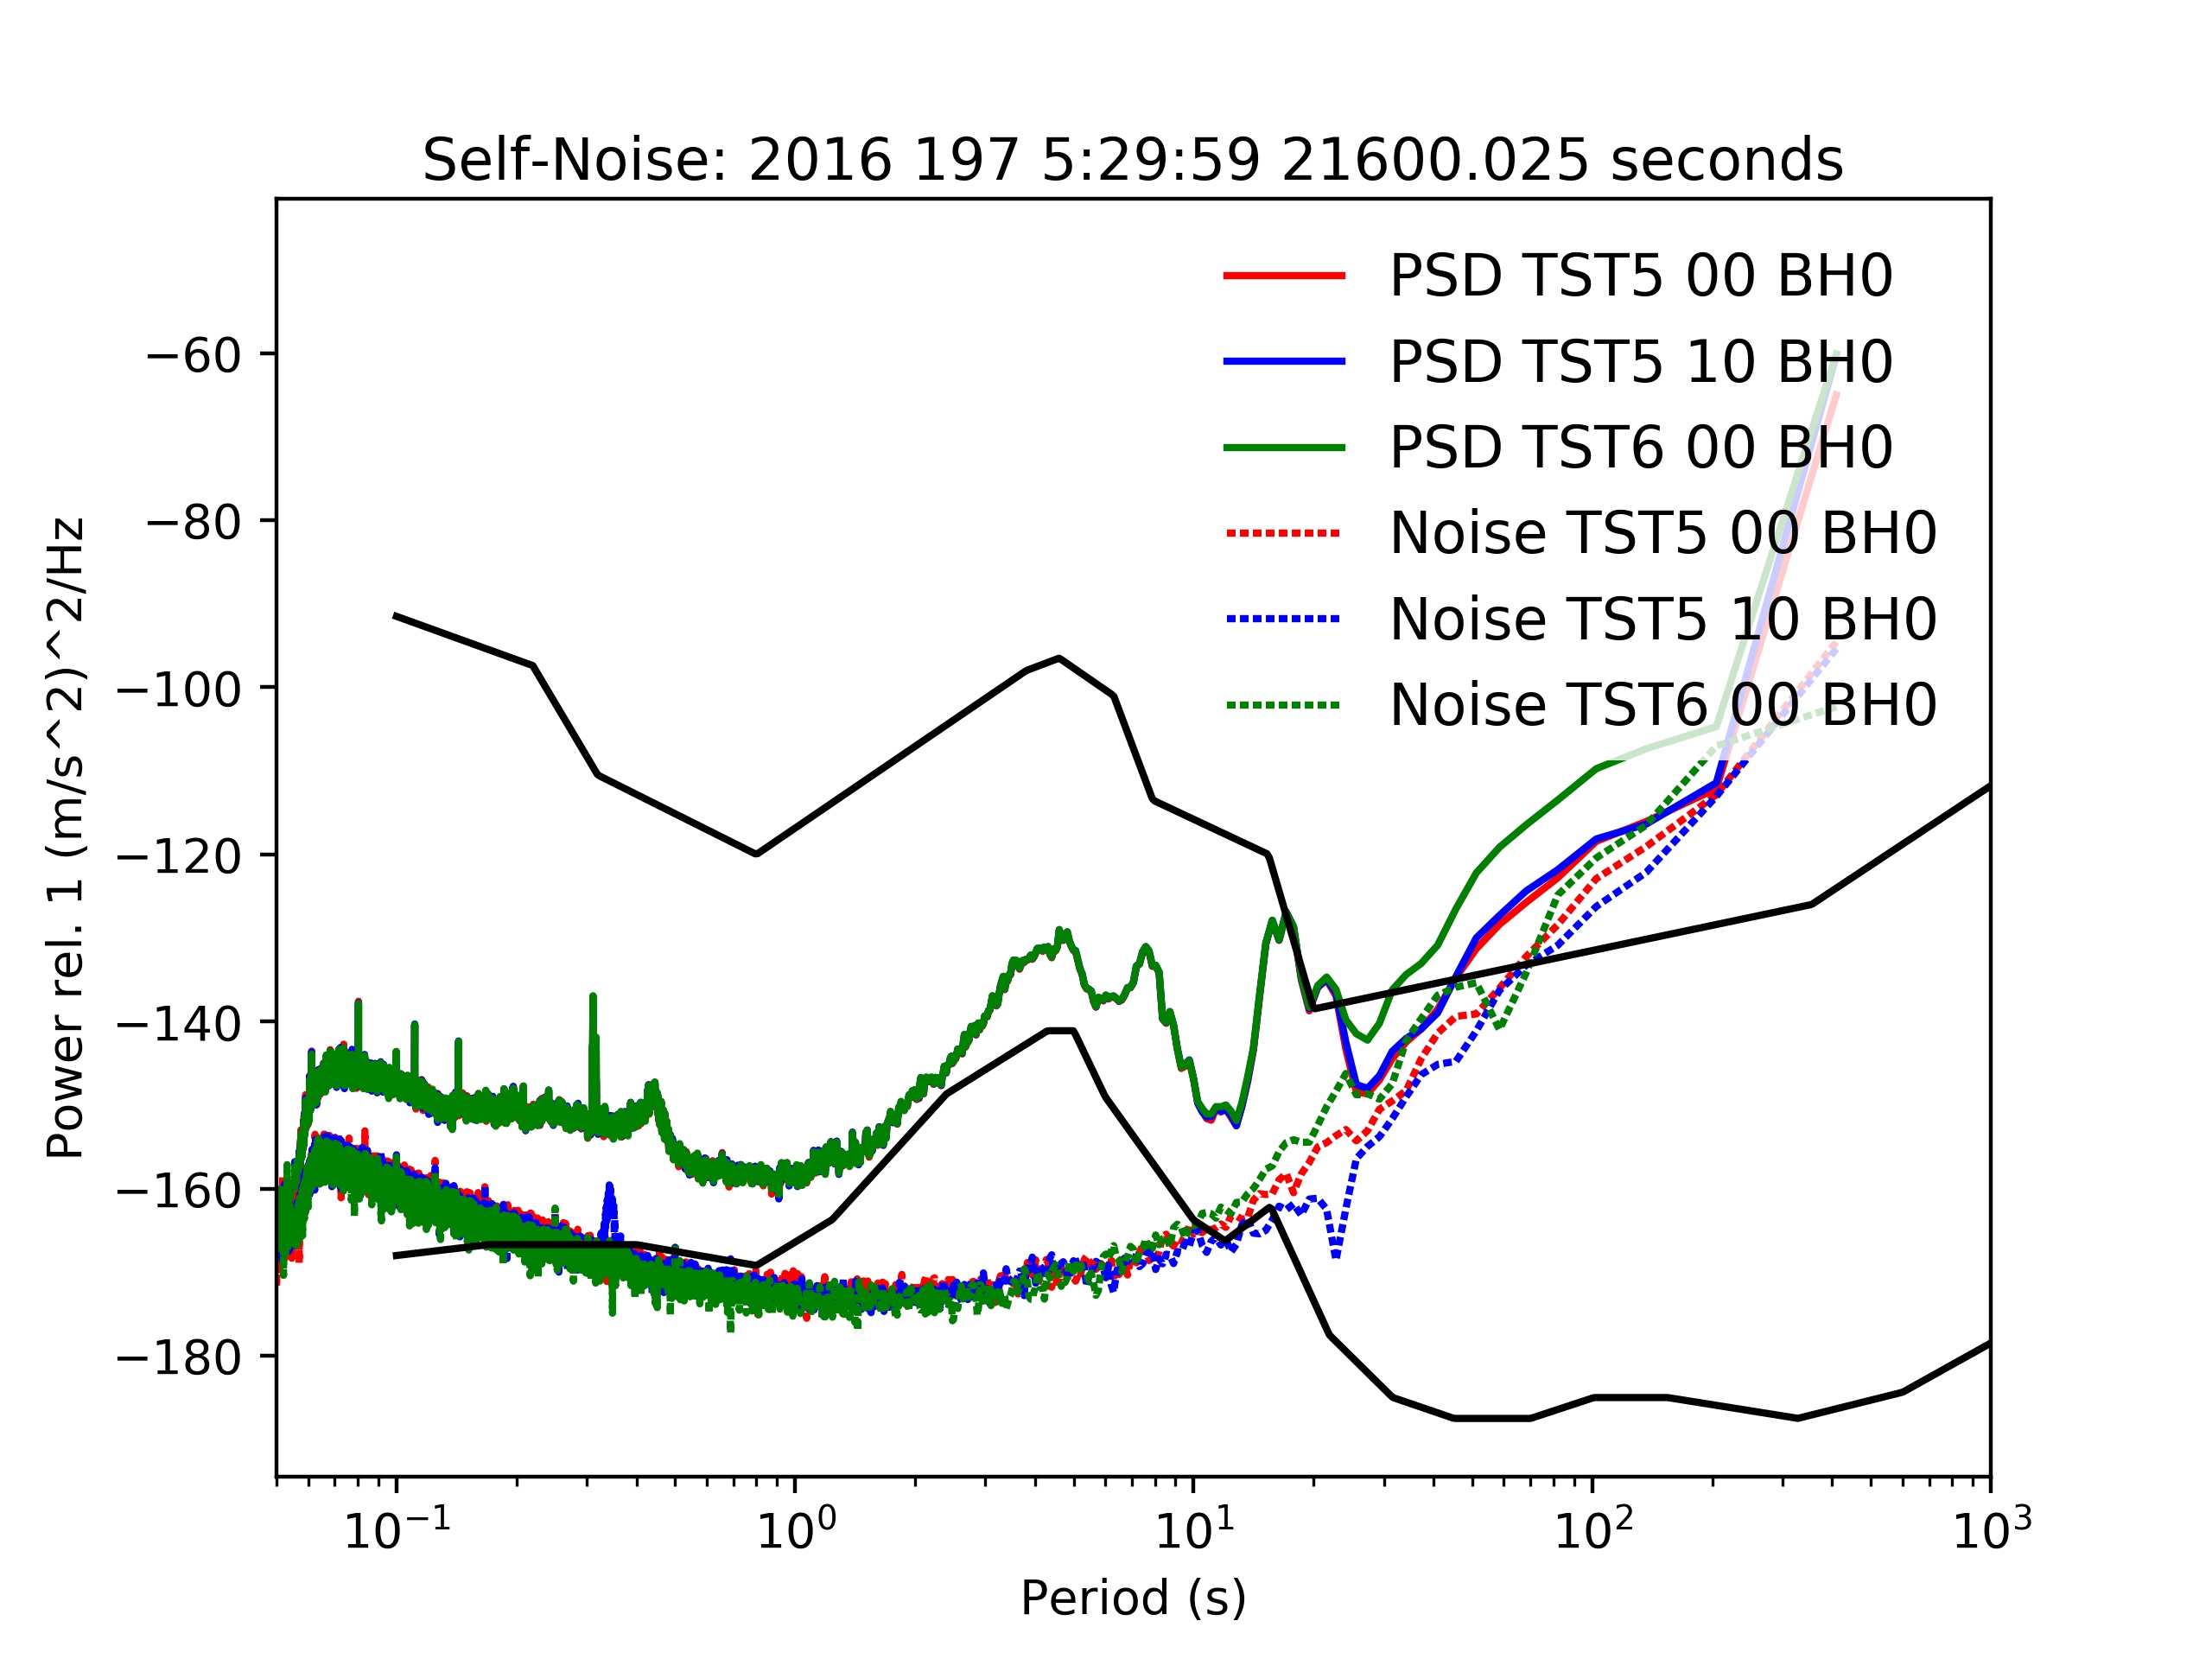 Self-Noise: 2016 197 5:29:59 21600.025 seconds
PSD TST5 00 BH0
PSD TST5 10 BH0
PSD TST6 00 BH0
Noise TST5 00 BH0
Noise TST5 10 BH0
Noise TST6 00 BH0
Power rel. 1 (m/s^2)^2/Hz
−60
−80
−100
−120
−140
−160
−180
10⁻¹ 10⁰ 10¹ 10² 10³
Period (s)